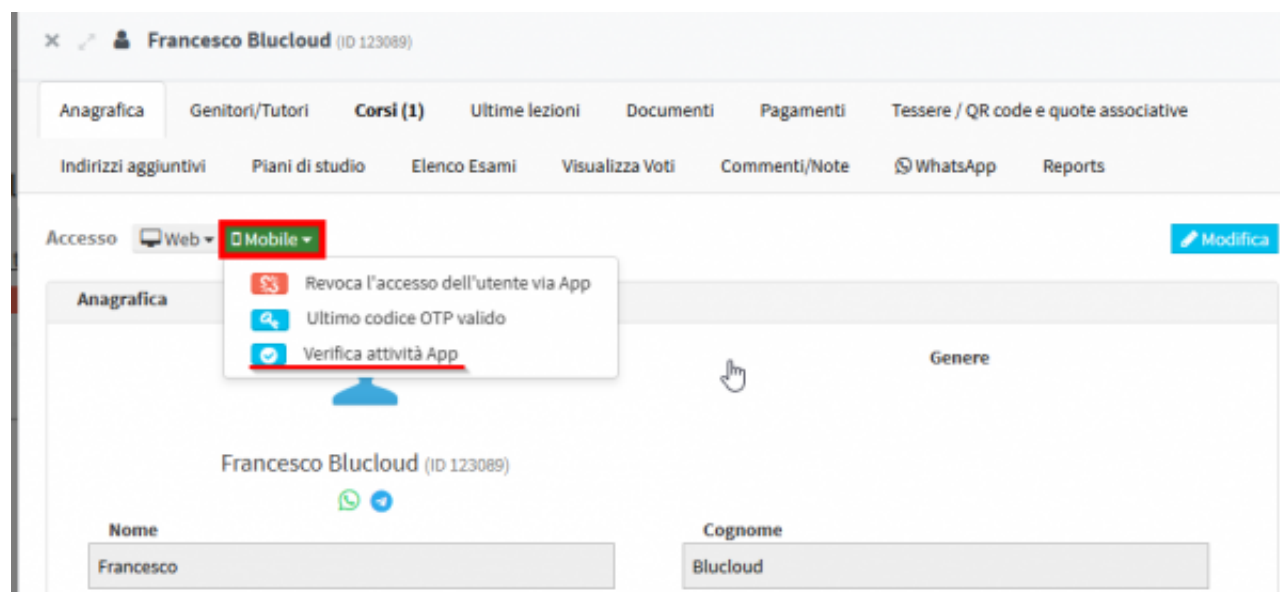 Francesco Blucloud (ID 123089)
Anagrafica Genitori/Tutori Corsi (1) Ultime lezioni Documenti Pagamenti Tessere / QR code e quote associative
Indirizzi aggiuntivi Piani di studio Elenco Esami Visualizza Voti Commenti/Note WhatsApp Reports
Accesso Web Mobile Modifica
Revoca l'accesso dell'utente via App
Anagrafica
Ultimo codice OTP valido
Verifica attività App
Genere
Francesco Blucloud (ID 123089)
Nome Cognome
Francesco Blucloud